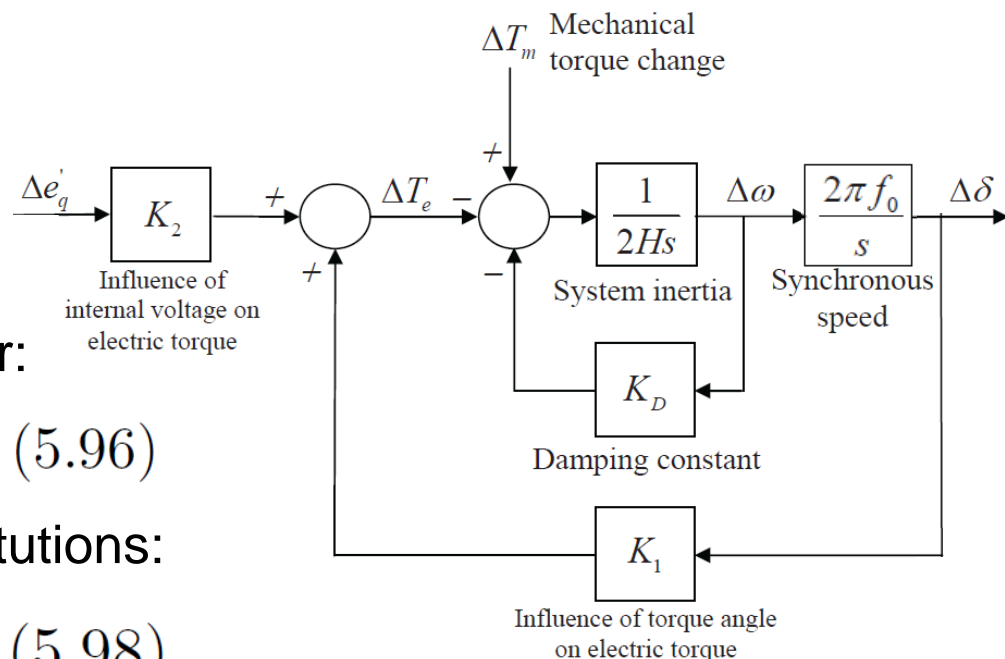 ΔT_m Mechanical
torque change
+
Δe'_q
K_2
+
ΔT_e
−
1
2Hs
Δω
2πf_0
s
Δδ
+
−
Influence of
internal voltage on
electric torque
System inertia
Synchronous
speed
r:
K_D
(5.96)
Damping constant
tutions:
K_1
Influence of torque angle
on electric torque
(5.98)